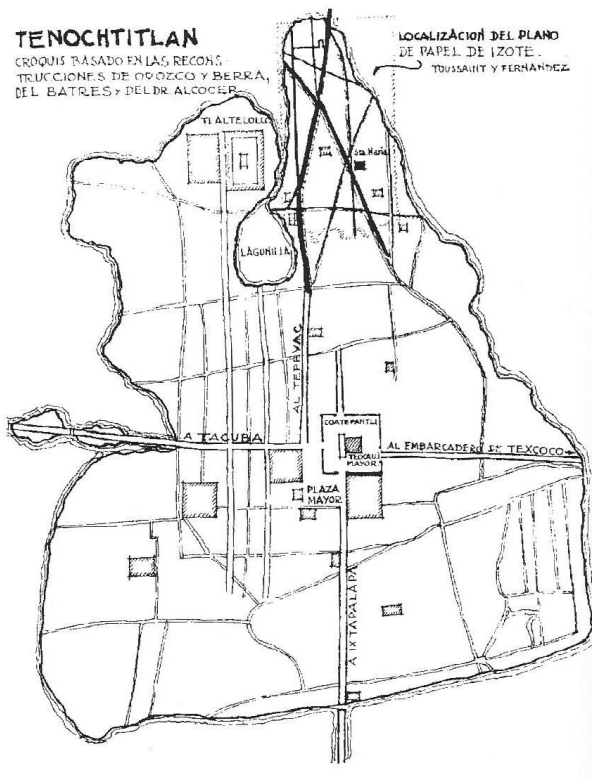 TENOCHTITLAN
CROQUIS BASADO EN LAS RECONS-
TRUCCIONES DE OROZCO Y BERRA,
DEL BATRES Y DEL DR. ALCOCER
LOCALIZACION DEL PLANO
DE PAPEL DE IZOTE.
TOUSSAINT Y FERNANDEZ
TLALTELOLCO
Sta. Maria
LAGUNILLA
AL TEPEYAC
COATEPANTLI
A TACUBA
AL EMBARCADERO DE TEXCOCO
TEOCALLI
MAYOR
PLAZA
MAYOR
A IXTAPALAPA